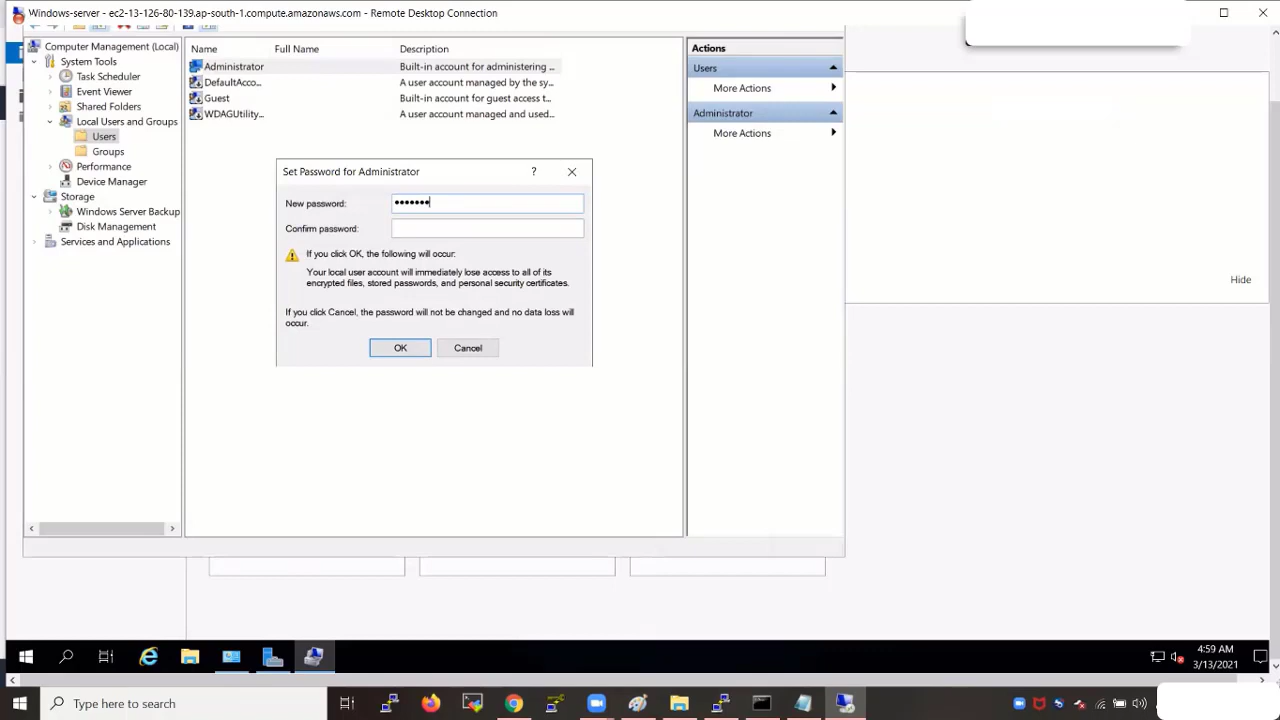 Windows-server - ec2-13-126-80-139.ap-south-1.compute.amazonaws.com - Remote Desktop Connection
Computer Management (Local)
System Tools
Task Scheduler
Event Viewer
Shared Folders
Local Users and Groups
Users
Groups
Performance
Device Manager
Storage
Windows Server Backup
Disk Management
Services and Applications
Name Full Name Description
Administrator Built-in account for administering ...
DefaultAcco... A user account managed by the sy...
Guest Built-in account for guest access t...
WDAGUtility... A user account managed and used...
Actions
Users
More Actions
Administrator
More Actions
Set Password for Administrator
?
New password: •••••••
Confirm password:
If you click OK, the following will occur:
Your local user account will immediately lose access to all of its
encrypted files, stored passwords, and personal security certificates.
If you click Cancel, the password will not be changed and no data loss will
occur.
OK Cancel
Hide
4:59 AM
3/13/2021
Type here to search